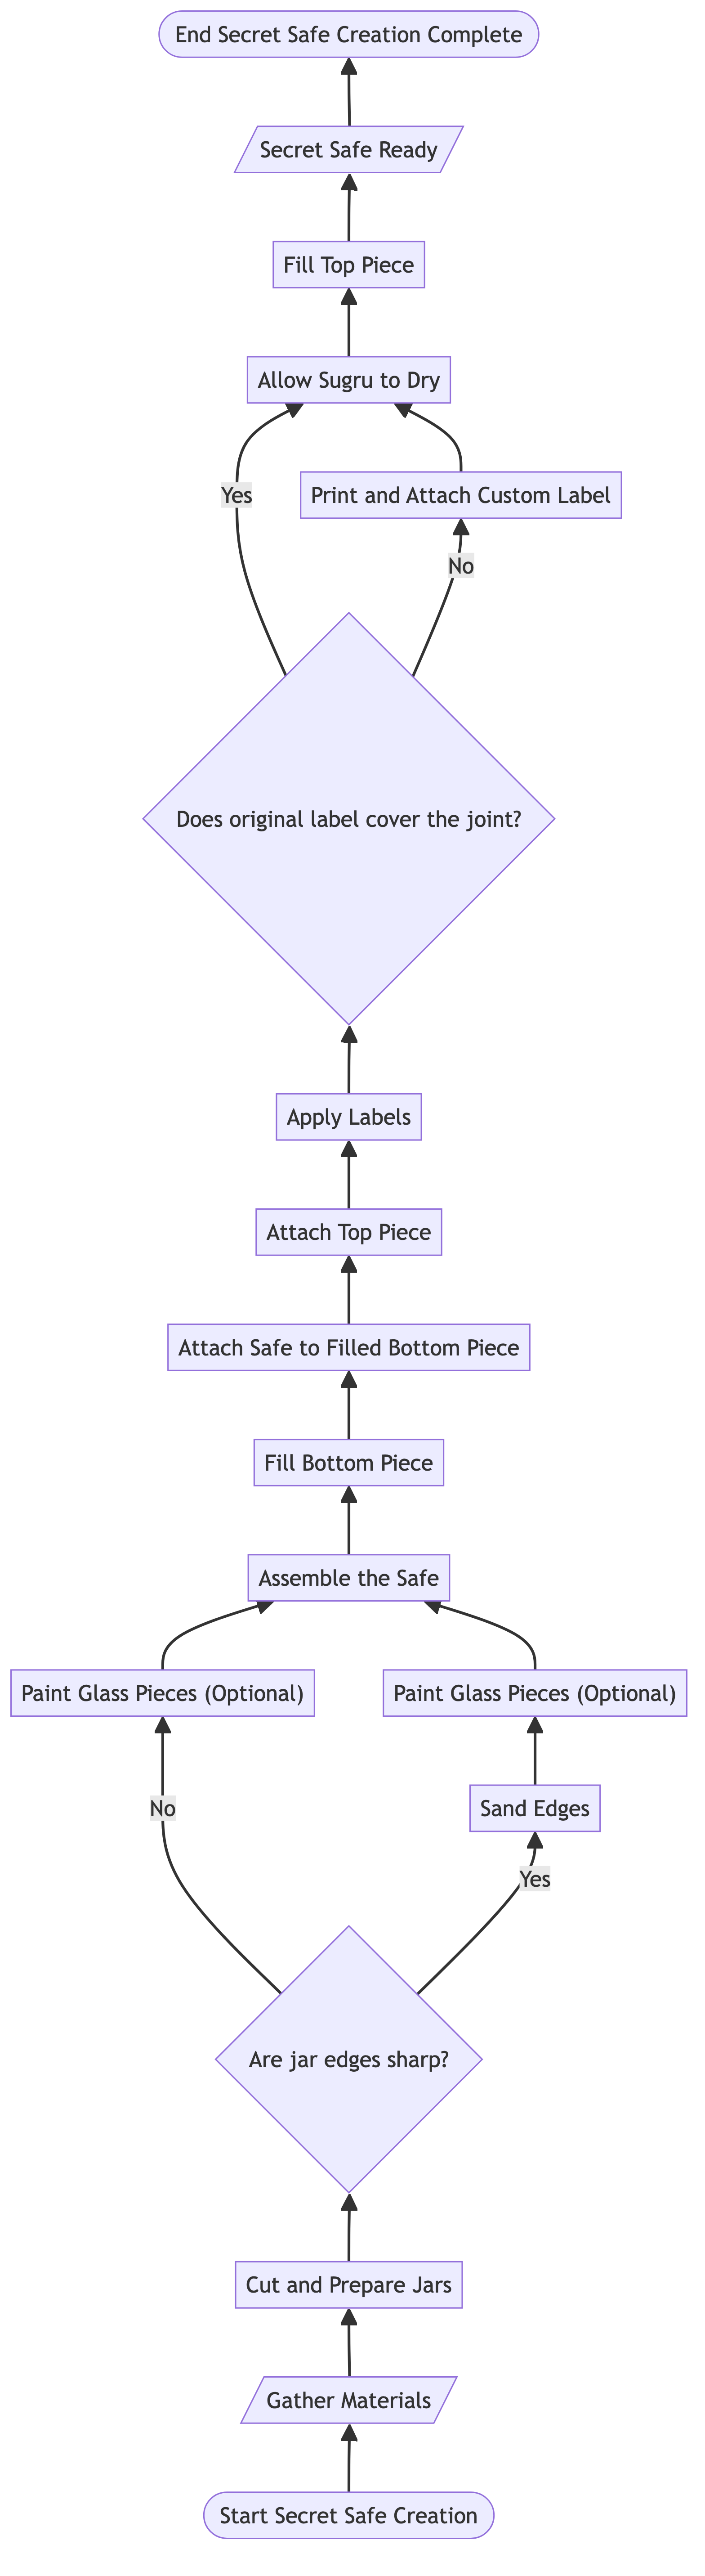 End Secret Safe Creation Complete
Secret Safe Ready
Fill Top Piece
Allow Sugru to Dry
Yes
Print and Attach Custom Label
No
Does original label cover the joint?
Apply Labels
Attach Top Piece
Attach Safe to Filled Bottom Piece
Fill Bottom Piece
Assemble the Safe
Paint Glass Pieces (Optional)
Paint Glass Pieces (Optional)
No
Sand Edges
Yes
Are jar edges sharp?
Cut and Prepare Jars
Gather Materials
Start Secret Safe Creation